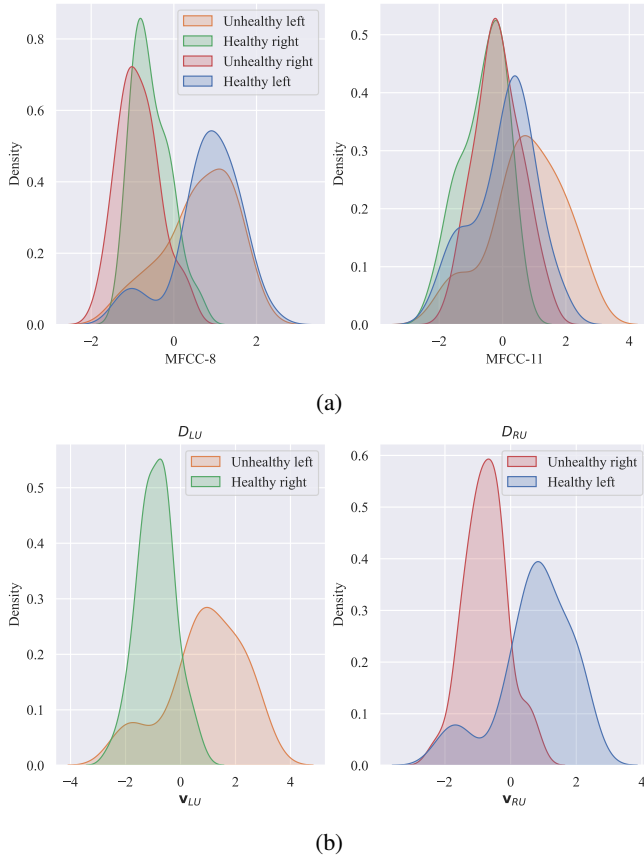 Unhealthy left
Healthy right
Unhealthy right
Healthy left
Density
0.8
0.6
0.4
0.2
0.0
−2
0
2
MFCC-8
Density
0.5
0.4
0.3
0.2
0.1
0.0
−2
0
2
4
MFCC-11
(a)
D_LU
Unhealthy left
Healthy right
Density
0.5
0.4
0.3
0.2
0.1
0.0
−4
−2
0
2
4
v_LU
D_RU
Unhealthy right
Healthy left
Density
0.6
0.5
0.4
0.3
0.2
0.1
0.0
−2
0
2
4
v_RU
(b)